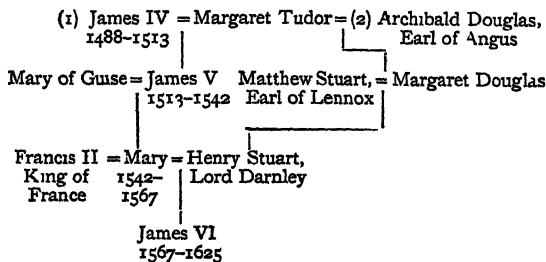 (1) James IV = Margaret Tudor = (2) Archibald Douglas,
1488–1513 Earl of Angus
Mary of Guise = James V Matthew Stuart, = Margaret Douglas
1513–1542 Earl of Lennox
Francis II = Mary = Henry Stuart,
King of 1542– Lord Darnley
France 1567
James VI
1567–1625